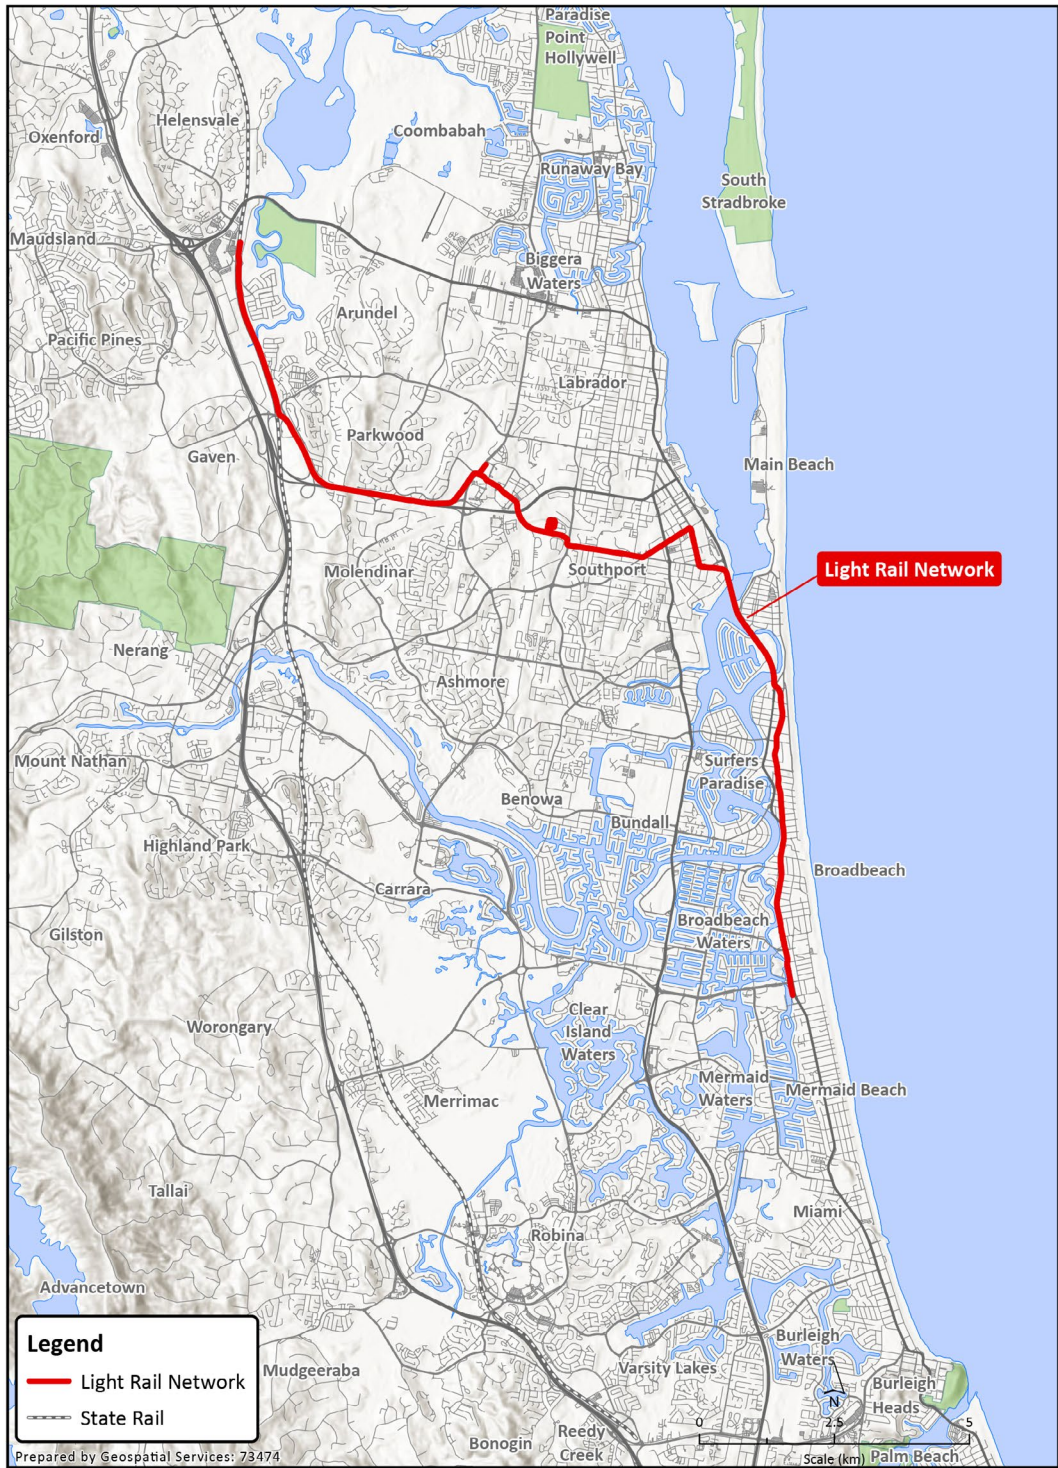 Paradise
Point
Hollywell
Helensvale
Oxenford
Coombabah
Runaway Bay
South
Stradbroke
Maudsland
Biggera
Waters
Arundel
Pacific Pines
Labrador
Parkwood
Gaven
Main Beach
Molendinar
Southport
Light Rail Network
Nerang
Ashmore
Mount Nathan
Surfers
Paradise
Benowa
Bundall
Highland Park
Broadbeach
Carrara
Broadbeach
Waters
Gilston
Clear
Island
Waters
Worongary
Mermaid
Waters
Mermaid Beach
Merrimac
Tallai
Miami
Robina
Advancetown
Burleigh
Waters
Mudgeeraba
Varsity Lakes
Burleigh
Heads
Reedy
Creek
Bonogin
Palm Beach
Legend
Light Rail Network
State Rail
N
0
2.5
5
Scale (km)
Prepared by Geospatial Services: 73474